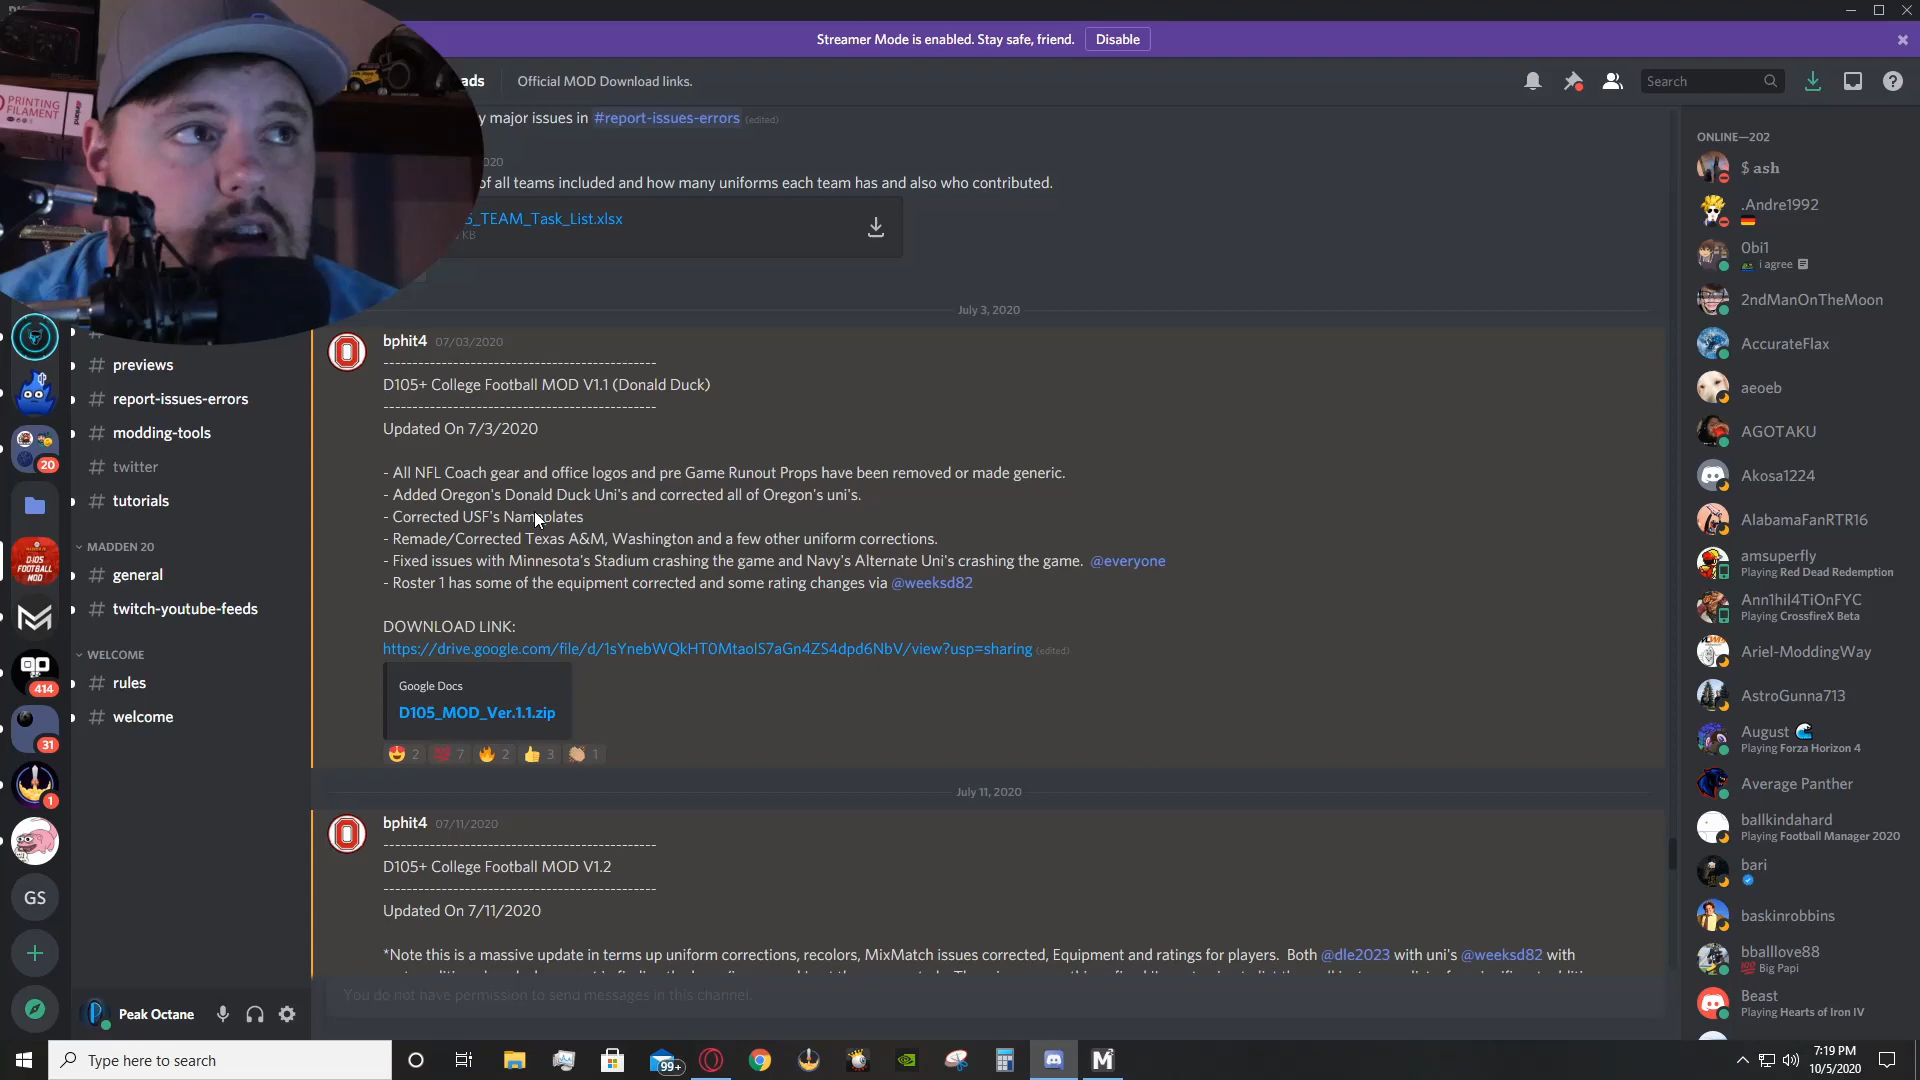 Streamer Mode is enabled. Stay safe, friend. Disable
PRINTING
FILAMENT
ads Official MOD Download links.
Search
y major issues in #report-issues-errors (edited)
of all teams included and how many uniforms each team has and also who contributed.
5_TEAM_Task_List.xlsx
KB
July 3, 2020
bphit4 07/03/2020
----------------------------------------------
D105+ College Football MOD V1.1 (Donald Duck)
----------------------------------------------
Updated On 7/3/2020
- All NFL Coach gear and office logos and pre Game Runout Props have been removed or made generic.
- Added Oregon's Donald Duck Uni's and corrected all of Oregon's uni's.
- Corrected USF's Nameplates
- Remade/Corrected Texas A&M, Washington and a few other uniform corrections.
- Fixed issues with Minnesota's Stadium crashing the game and Navy's Alternate Uni's crashing the game. @everyone
- Roster 1 has some of the equipment corrected and some rating changes via @weeksd82
DOWNLOAD LINK:
https://drive.google.com/file/d/1sYnebWQkHT0MtaolS7aGn4ZS4dpd6NbV/view?usp=sharing (edited)
Google Docs
D105_MOD_Ver.1.1.zip
2 7 2 3 1
July 11, 2020
bphit4 07/11/2020
----------------------------------------------
D105+ College Football MOD V1.2
----------------------------------------------
Updated On 7/11/2020
*Note this is a massive update in terms up uniform corrections, recolors, MixMatch issues corrected, Equipment and ratings for players. Both @dle2023 with uni's @weeksd82 with
You do not have permission to send messages in this channel.
# previews
# report-issues-errors
# modding-tools
# twitter
# tutorials
MADDEN 20
# general
# twitch-youtube-feeds
WELCOME
# rules
# welcome
20
D105
FOOTBALL
MOD
414
31
1
GS
Peak Octane
ONLINE—202
$ ash
.Andre1992
0bi1
i agree
2ndManOnTheMoon
AccurateFlax
aeoeb
AGOTAKU
Akosa1224
AlabamaFanRTR16
amsuperfly
Playing Red Dead Redemption
Ann1hil4TiOnFYC
Playing CrossfireX Beta
Ariel-ModdingWay
AstroGunna713
August
Playing Forza Horizon 4
Average Panther
ballkindahard
Playing Football Manager 2020
bari
baskinrobbins
bballlove88
Big Papi
Beast
Playing Hearts of Iron IV
Type here to search
99+
7:19 PM
10/5/2020